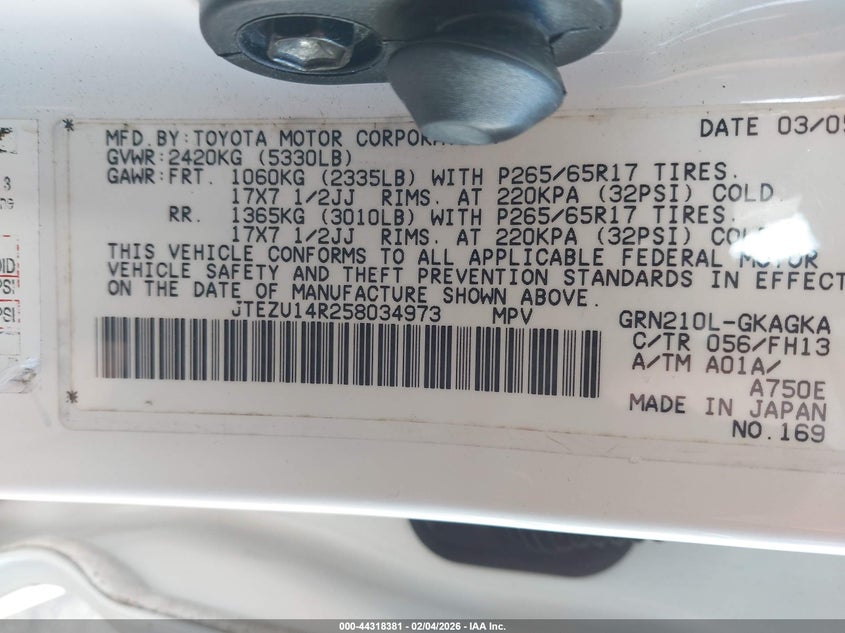 MFD.BY:TOYOTA MOTOR DATE 03/05
GVWR:2420KG (5330LB)
GAWR:FRT. 1060KG (2335LB) WITH P265/65R17 TIRES.
17X7 1/2JJ RIMS. AT 220KPA (32PSI) COLD.
RR. 1365KG (3010LB) WITH P265/65R17 TIRES.
17X7 1/2JJ RIMS. AT 220KPA (32PSI) COLD.
THIS VEHICLE CONFORMS TO ALL APPLICABLE FEDERAL MOTOR
VEHICLE SAFETY AND THEFT PREVENTION STANDARDS IN EFFECT
ON THE DATE OF MANUFACTURE SHOWN ABOVE.
JTEZU14R258034973 MPV GRN210L-GKAGKA
C/TR 056/FH13
A/TM A01A/
A750E
MADE IN JAPAN
NO.169
000-44318381 - 02/04/2026 - IAA Inc.